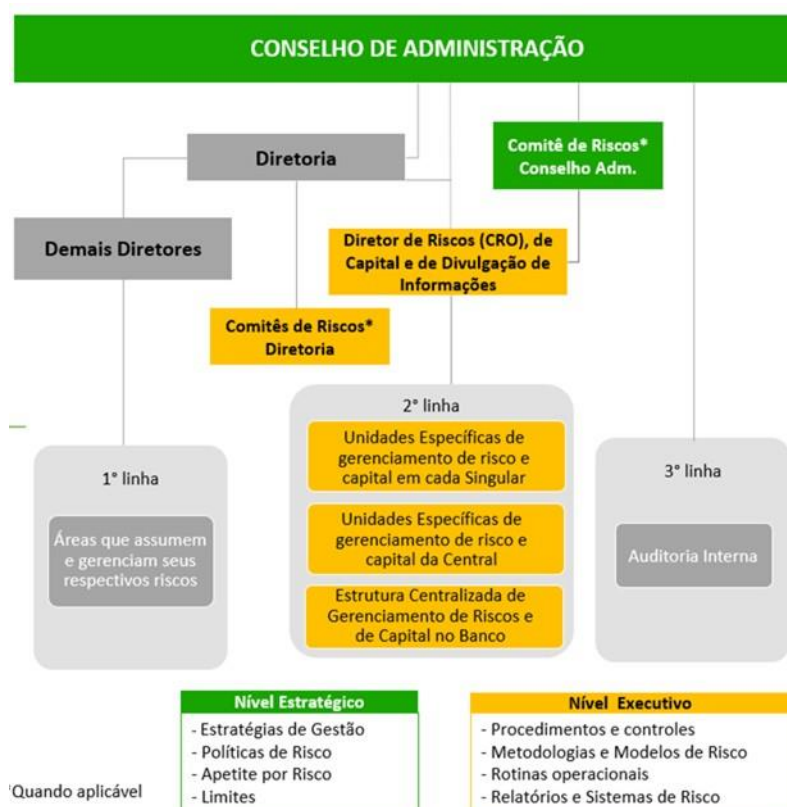 CONSELHO DE ADMINISTRAÇÃO
Diretoria
Comitê de Riscos*
Conselho Adm.
Demais Diretores
Diretor de Riscos (CRO), de
Capital e de Divulgação de
Informações
Comitês de Riscos*
Diretoria
1° linha
Áreas que assumem
e gerenciam seus
respectivos riscos
2° linha
Unidades Específicas de
gerenciamento de risco e
capital em cada Singular
Unidades Específicas de
gerenciamento de risco e
capital da Central
Estrutura Centralizada de
Gerenciamento de Riscos e
de Capital no Banco
3° linha
Auditoria Interna
Nível Estratégico
- Estratégias de Gestão
- Políticas de Risco
- Apetite por Risco
- Limites
Nível Executivo
- Procedimentos e controles
- Metodologias e Modelos de Risco
- Rotinas operacionais
- Relatórios e Sistemas de Risco
*Quando aplicável